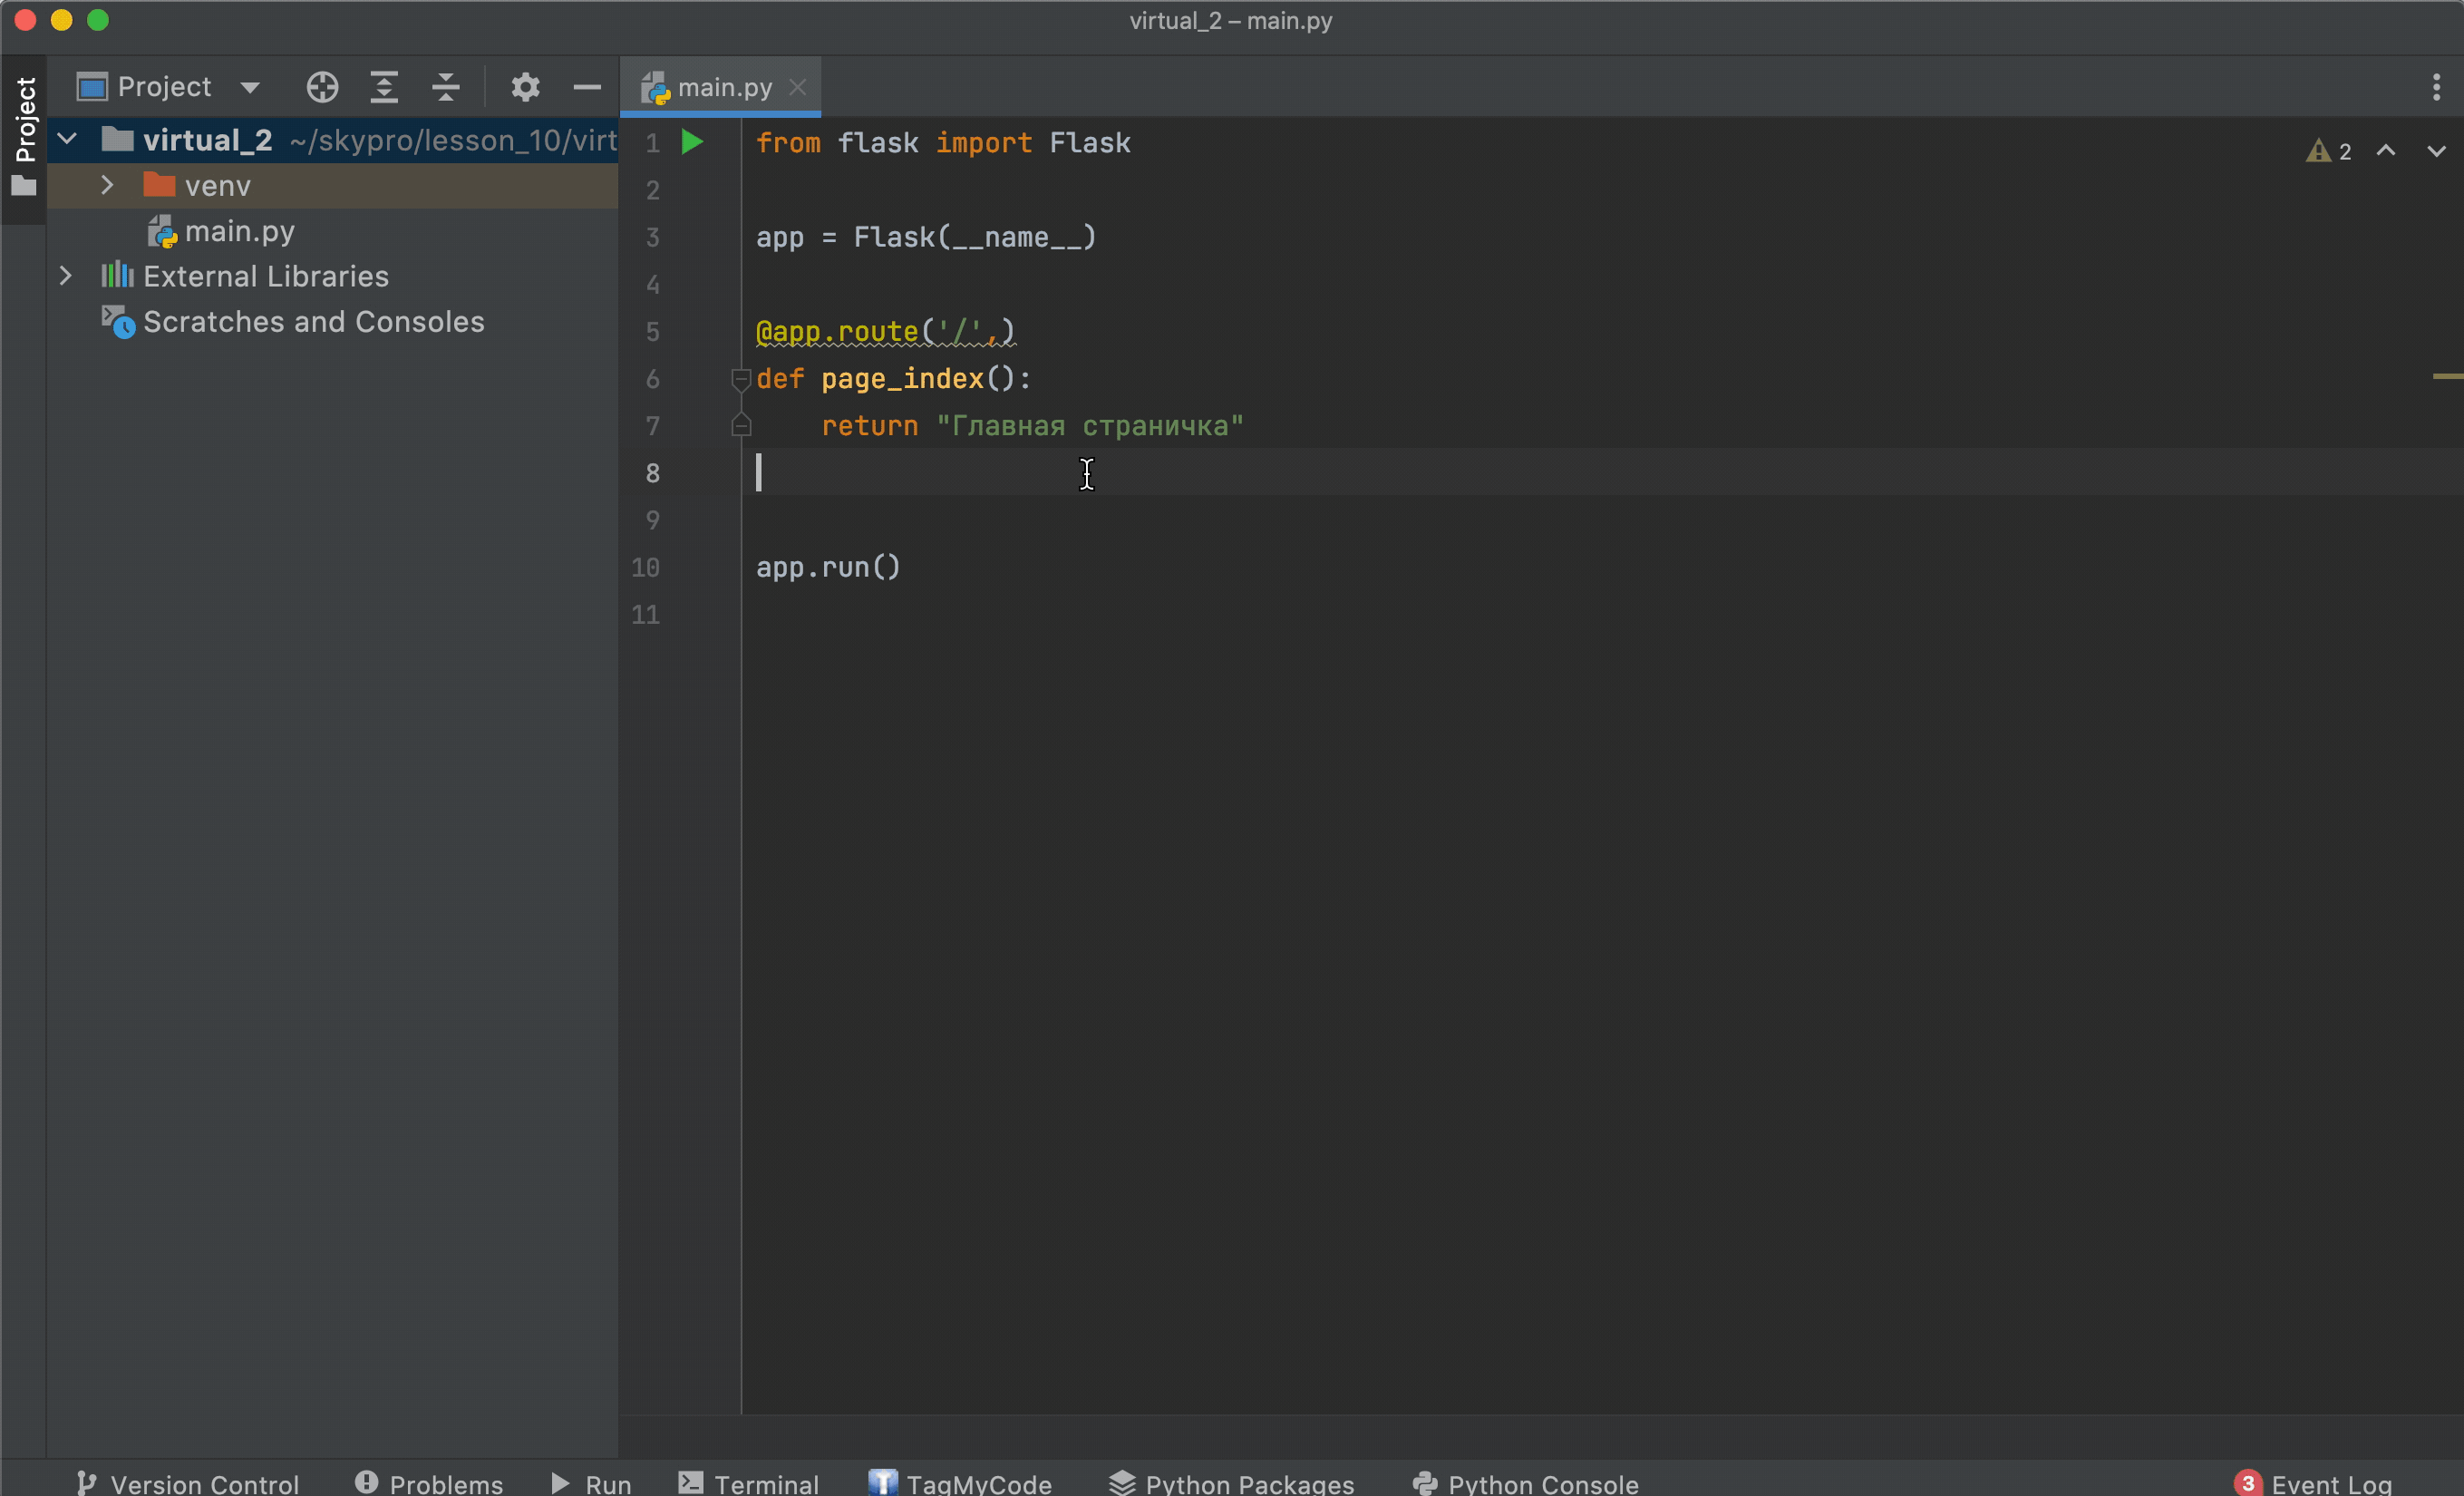 virtual_2 – main.py
Project
Project
main.py
virtual_2 ~/skypro/lesson_10/virt
venv
main.py
External Libraries
Scratches and Consoles
1 from flask import Flask
2
3 app = Flask(__name__)
4
5 @app.route('/',)
6 def page_index():
7 return "Главная страничка"
8
9
10 app.run()
11
2
Version Control
Problems
Run
Terminal
TagMyCode
Python Packages
Python Console
3 Event Log